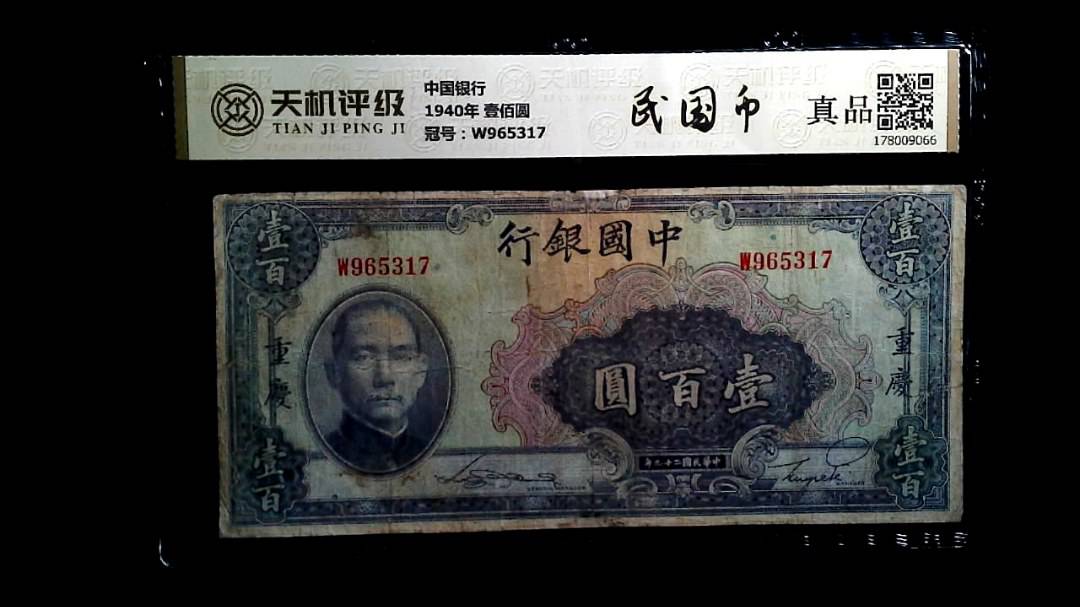 天机评级
TIAN JI PING JI
中国银行
1940年 壹佰圆
冠号：W965317
民国币
真品
178009066
行銀國中
W965317
W965317
壹百
壹百
重慶
重慶
圓百壹
年九十二國民華中
壹百
壹百